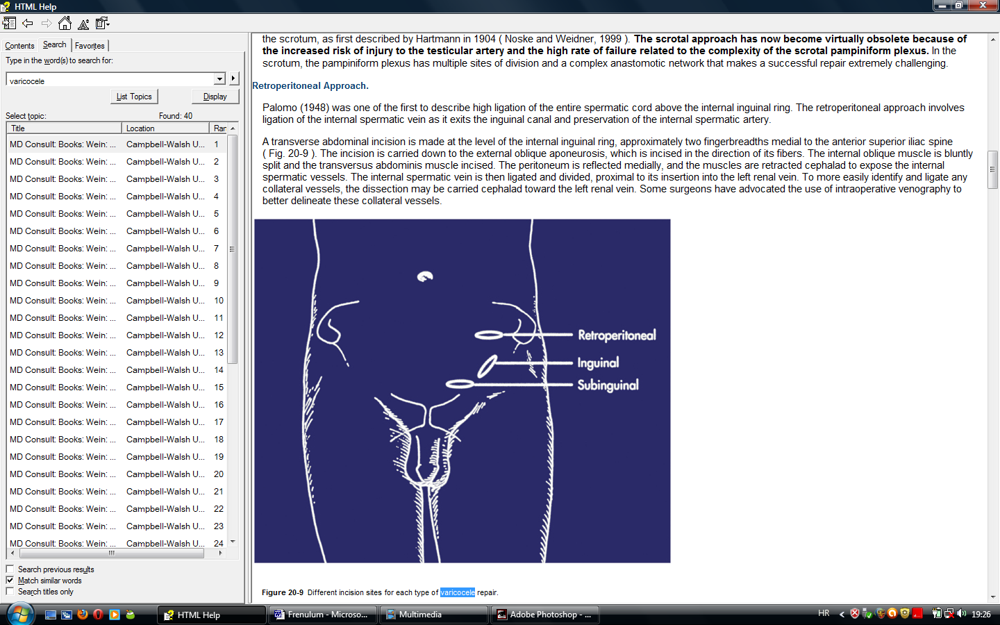 HTML Help
Contents
Search
Favorites
Type in the word(s) to search for:
varicocele
List Topics
Display
Select topic:
Found: 40
Title Location Ran
MD Consult: Books: Wein: ... Campbell-Walsh U... 1
MD Consult: Books: Wein: ... Campbell-Walsh U... 2
MD Consult: Books: Wein: ... Campbell-Walsh U... 3
MD Consult: Books: Wein: ... Campbell-Walsh U... 4
MD Consult: Books: Wein: ... Campbell-Walsh U... 5
MD Consult: Books: Wein: ... Campbell-Walsh U... 6
MD Consult: Books: Wein: ... Campbell-Walsh U... 7
MD Consult: Books: Wein: ... Campbell-Walsh U... 8
MD Consult: Books: Wein: ... Campbell-Walsh U... 9
MD Consult: Books: Wein: ... Campbell-Walsh U... 10
MD Consult: Books: Wein: ... Campbell-Walsh U... 11
MD Consult: Books: Wein: ... Campbell-Walsh U... 12
MD Consult: Books: Wein: ... Campbell-Walsh U... 13
MD Consult: Books: Wein: ... Campbell-Walsh U... 14
MD Consult: Books: Wein: ... Campbell-Walsh U... 15
MD Consult: Books: Wein: ... Campbell-Walsh U... 16
MD Consult: Books: Wein: ... Campbell-Walsh U... 17
MD Consult: Books: Wein: ... Campbell-Walsh U... 18
MD Consult: Books: Wein: ... Campbell-Walsh U... 19
MD Consult: Books: Wein: ... Campbell-Walsh U... 20
MD Consult: Books: Wein: ... Campbell-Walsh U... 21
MD Consult: Books: Wein: ... Campbell-Walsh U... 22
MD Consult: Books: Wein: ... Campbell-Walsh U... 23
MD Consult: Books: Wein: ... Campbell-Walsh U... 24
Search previous results
Match similar words
Search titles only
the scrotum, as first described by Hartmann in 1904 ( Noske and Weidner, 1999 ). The scrotal approach has now become virtually obsolete because of
the increased risk of injury to the testicular artery and the high rate of failure related to the complexity of the scrotal pampiniform plexus. In the
scrotum, the pampiniform plexus has multiple sites of division and a complex anastomotic network that makes a successful repair extremely challenging.
Retroperitoneal Approach.
Palomo (1948) was one of the first to describe high ligation of the entire spermatic cord above the internal inguinal ring. The retroperitoneal approach involves
ligation of the internal spermatic vein as it exits the inguinal canal and preservation of the internal spermatic artery.
A transverse abdominal incision is made at the level of the internal inguinal ring, approximately two fingerbreadths medial to the anterior superior iliac spine
( Fig. 20-9 ). The incision is carried down to the external oblique aponeurosis, which is incised in the direction of its fibers. The internal oblique muscle is bluntly
split and the transversus abdominis muscle incised. The peritoneum is reflected medially, and the muscles are retracted cephalad to expose the internal
spermatic vessels. The internal spermatic vein is then ligated and divided, proximal to its insertion into the left renal vein. To more easily identify and ligate any
collateral vessels, the dissection may be carried cephalad toward the left renal vein. Some surgeons have advocated the use of intraoperative venography to
better delineate these collateral vessels.
Retroperitoneal
Inguinal
Subinguinal
Figure 20-9 Different incision sites for each type of varicocele repair.
HTML Help
Frenulum - Microso...
Multimedia
Adobe Photoshop - ...
HR
19:26